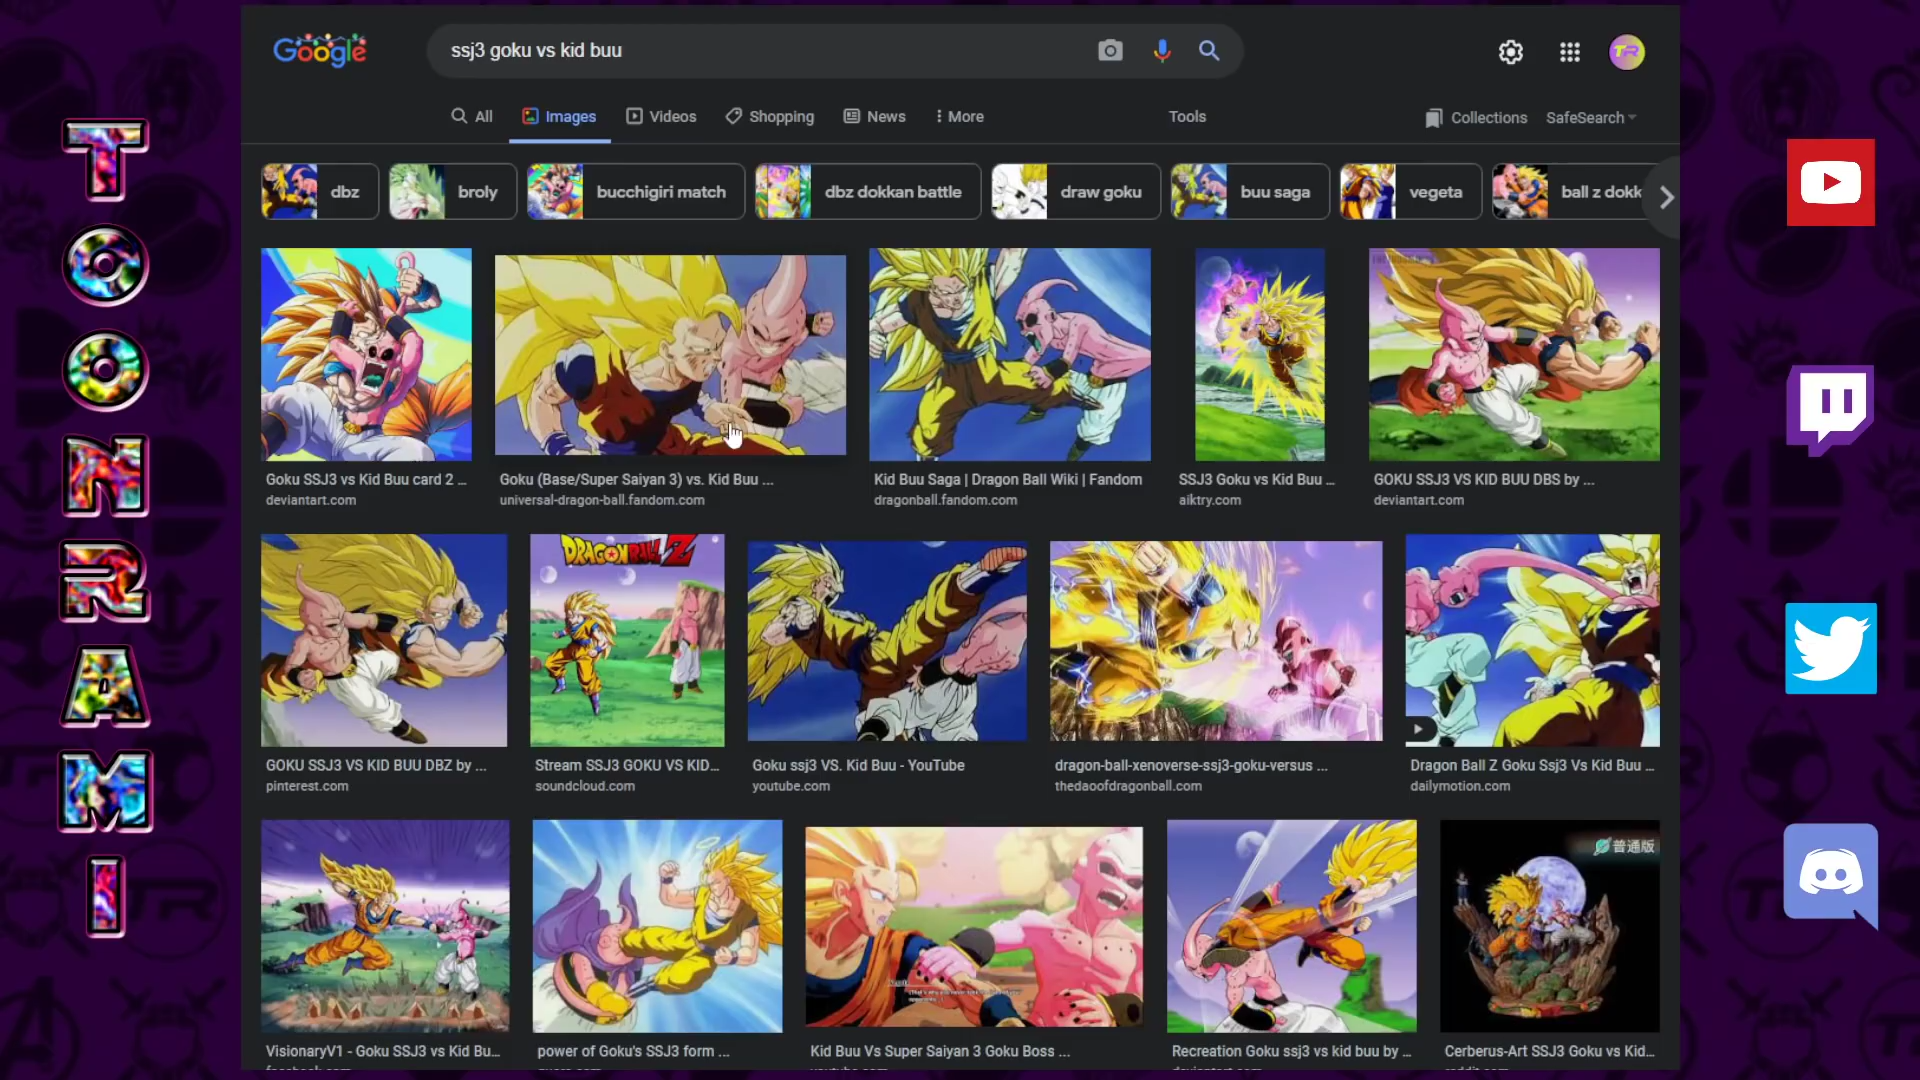 TOONRAMI
Google
ssj3 goku vs kid buu
TR
All
Images
Videos
Shopping
News
More
Tools
Collections
SafeSearch
dbz
broly
bucchigiri match
dbz dokkan battle
draw goku
buu saga
vegeta
ball z dokk
Goku SSJ3 vs Kid Buu card 2 ...
deviantart.com
Goku (Base/Super Saiyan 3) vs. Kid Buu ...
universal-dragon-ball.fandom.com
Kid Buu Saga | Dragon Ball Wiki | Fandom
dragonball.fandom.com
SSJ3 Goku vs Kid Buu ...
aiktry.com
GOKU SSJ3 VS KID BUU DBS by ...
deviantart.com
DRAGON BALL Z
GOKU SSJ3 VS KID BUU DBZ by ...
pinterest.com
Stream SSJ3 GOKU VS KID...
soundcloud.com
Goku ssj3 VS. Kid Buu - YouTube
youtube.com
dragon-ball-xenoverse-ssj3-goku-versus ...
thedaoofdragonball.com
Dragon Ball Z Goku Ssj3 Vs Kid Buu ...
dailymotion.com
普通版
VisionaryV1 - Goku SSJ3 vs Kid Bu...
power of Goku's SSJ3 form ...
Kid Buu Vs Super Saiyan 3 Goku Boss ...
Recreation Goku ssj3 vs kid buu by ...
Cerberus-Art SSJ3 Goku vs Kid...